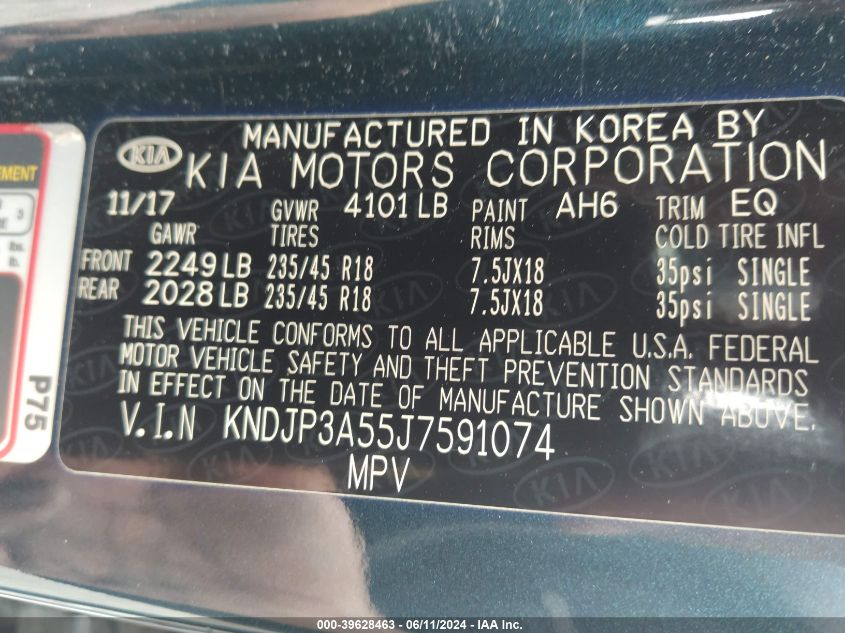 MANUFACTURED IN KOREA BY
KIA KIA MOTORS CORPORATION
11/17 GVWR 4101 LB PAINT AH6 TRIM EQ
GAWR TIRES RIMS COLD TIRE INFL
FRONT 2249 LB 235/45 R18 7.5JX18 35psi SINGLE
REAR 2028 LB 235/45 R18 7.5JX18 35psi SINGLE
THIS VEHICLE CONFORMS TO ALL APPLICABLE U.S.A. FEDERAL
MOTOR VEHICLE SAFETY AND THEFT PREVENTION STANDARDS
IN EFFECT ON THE DATE OF MANUFACTURE SHOWN ABOVE.
V.I.N KNDJP3A55J7591074
MPV
P75
000-39628463 - 06/11/2024 - IAA Inc.